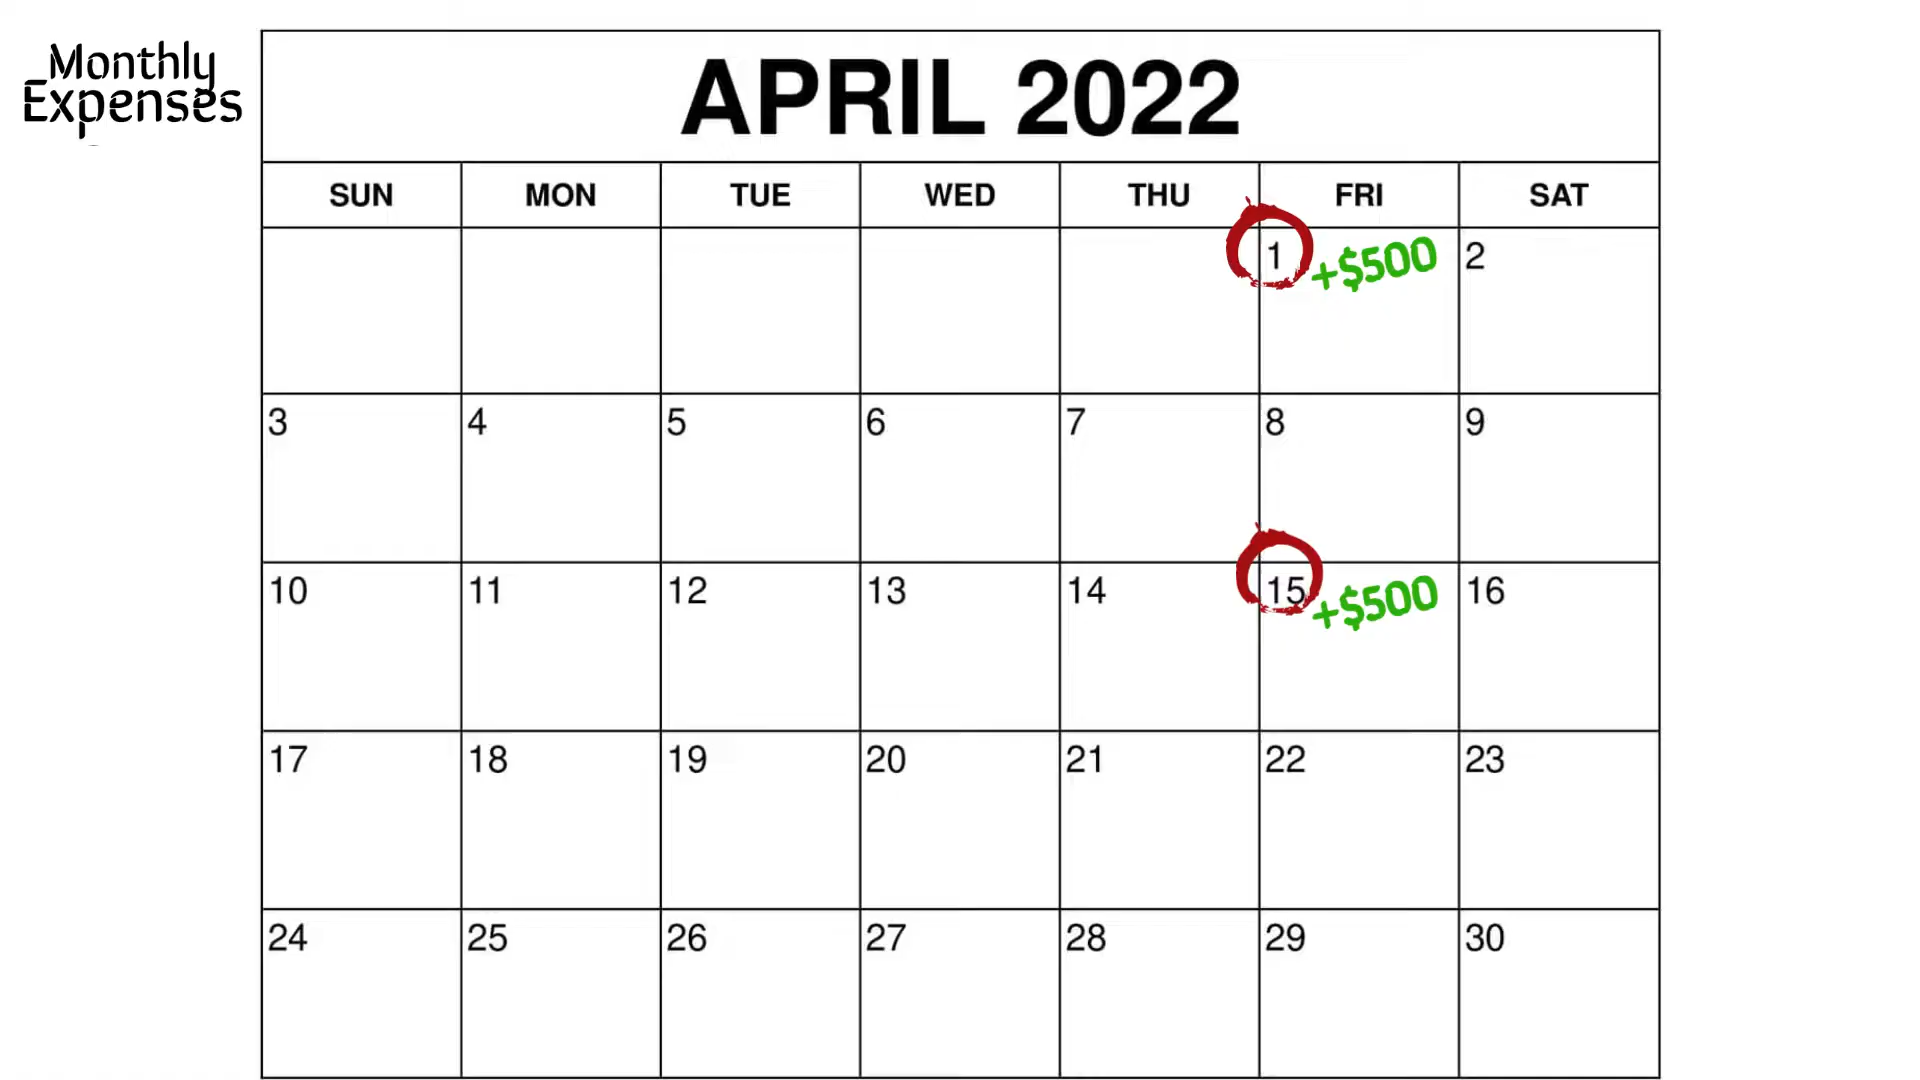 Monthly
Expenses
APRIL 2022
SUN MON TUE WED THU FRI SAT
1 +$500 2
3 4 5 6 7 8 9
10 11 12 13 14 15 +$500 16
17 18 19 20 21 22 23
24 25 26 27 28 29 30